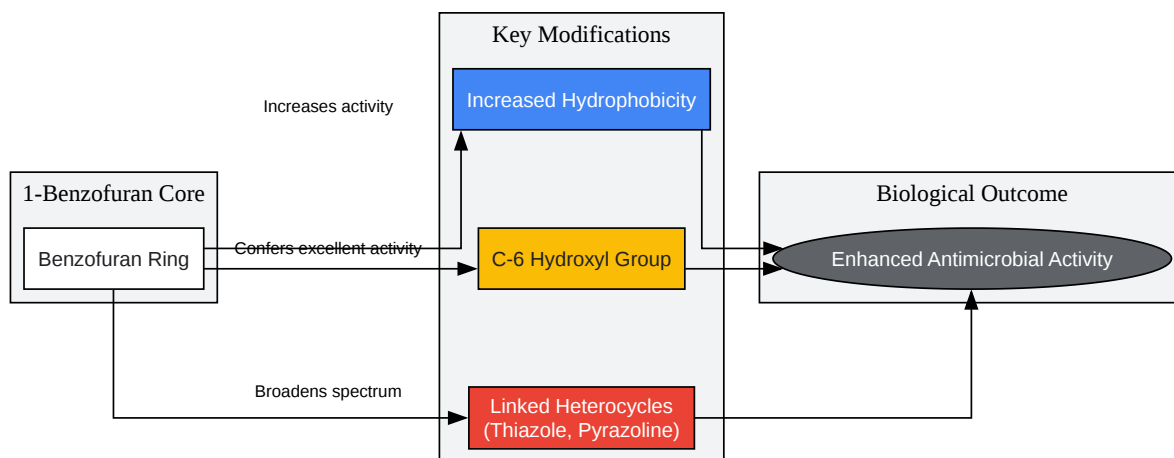 Key Modifications
Increases activity
Increased Hydrophobicity
1-Benzofuran Core
Biological Outcome
Benzofuran Ring
Confers excellent activity
C-6 Hydroxyl Group
Enhanced Antimicrobial Activity
Broadens spectrum
Linked Heterocycles
(Thiazole, Pyrazoline)